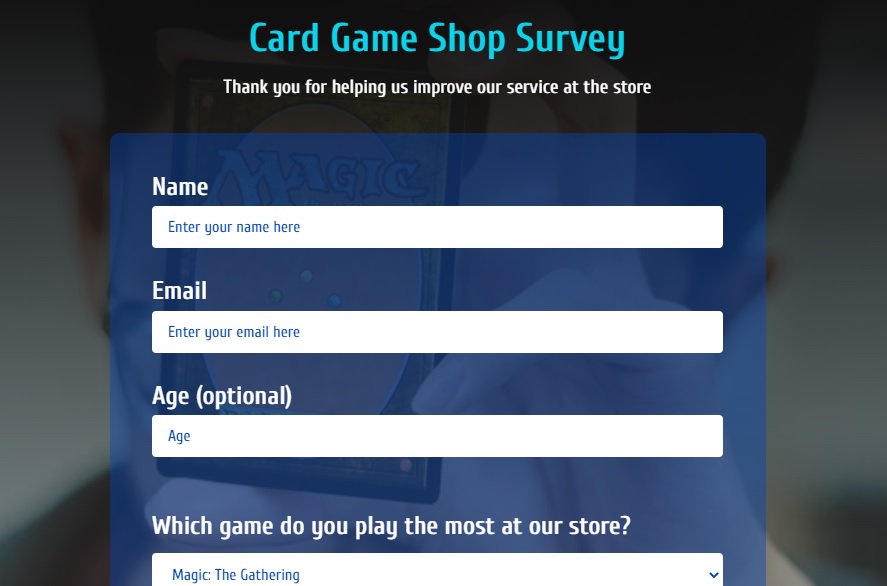 Card Game Shop Survey
Thank you for helping us improve our service at the store
MAGIC
Name
Enter your name here
Email
Enter your email here
Age (optional)
Age
Which game do you play the most at our store?
Magic: The Gathering